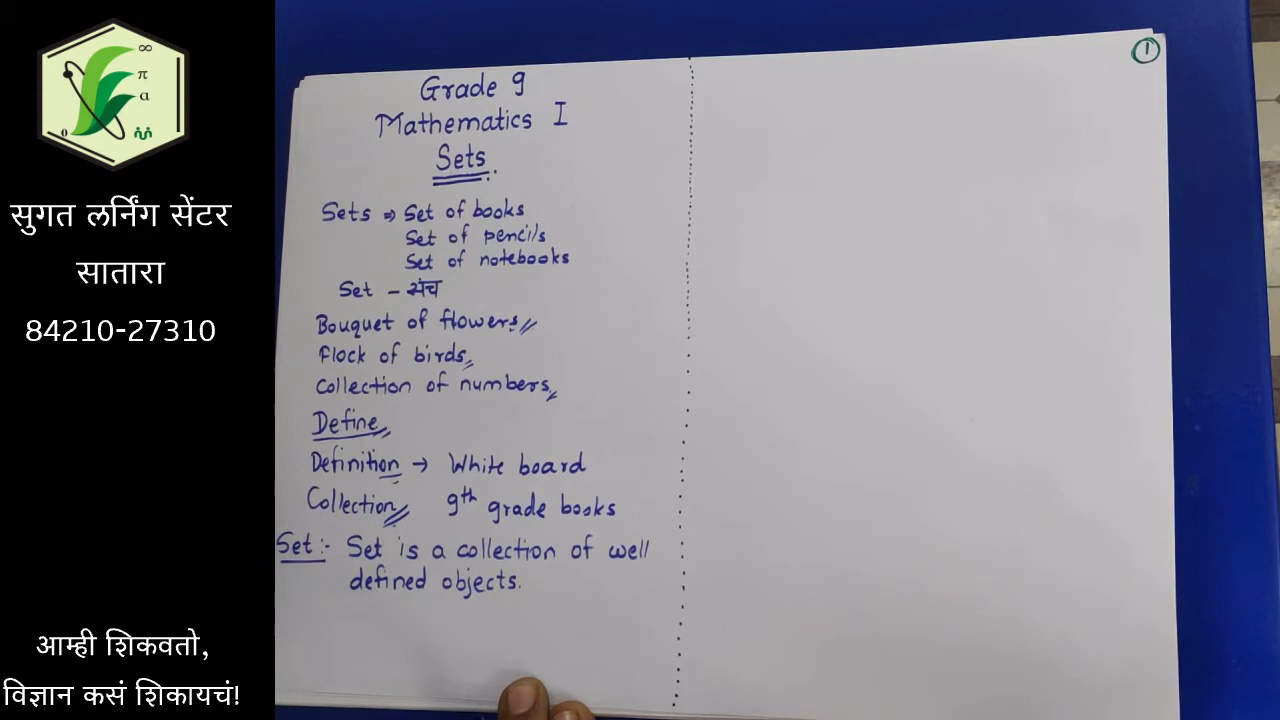 ∞
π
a
0
सुगत लर्निंग सेंटर
सातारा
84210-27310
आम्ही शिकवतो,
विज्ञान कसं शिकायचं!
1
Grade 9
Mathematics I
Sets
Sets ⇒ Set of books
Set of pencils
Set of notebooks
Set - संच
Bouquet of flowers
Flock of birds
Collection of numbers
Define
Definition → White board
Collection 9th grade books
Set :- Set is a collection of well
defined objects.